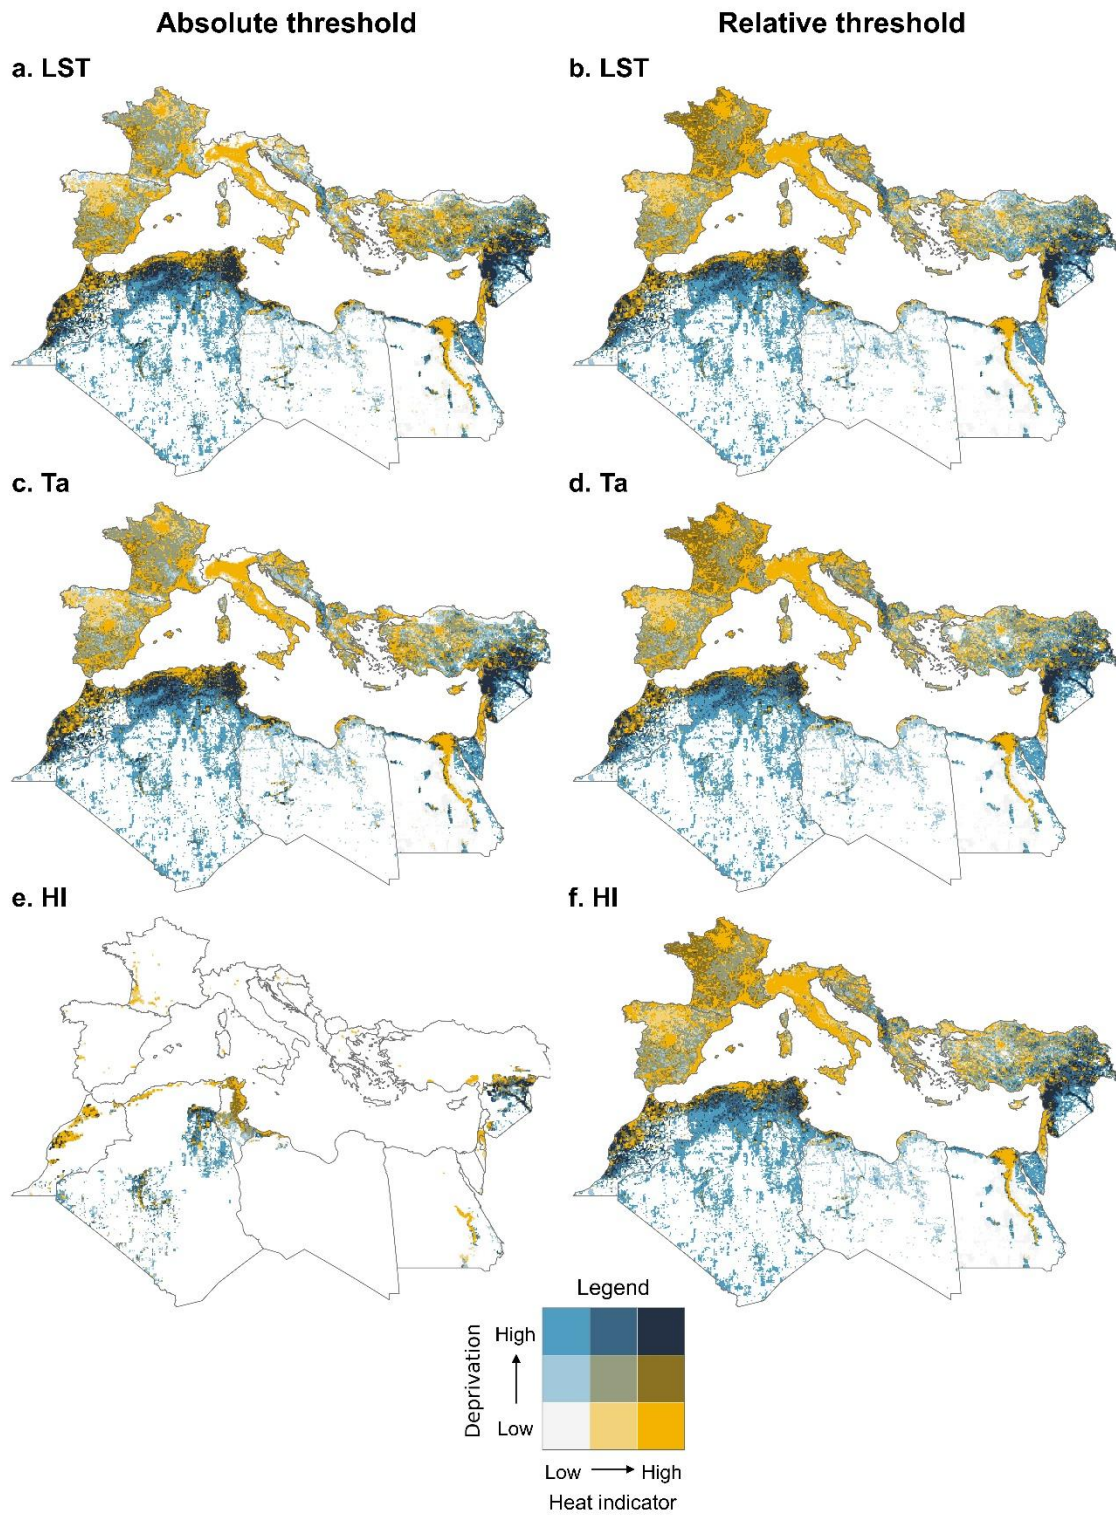 Absolute threshold
Relative threshold
a. LST
b. LST
c. Ta
d. Ta
e. HI
f. HI
Legend
Deprivation
High
Low
Low
High
Heat indicator